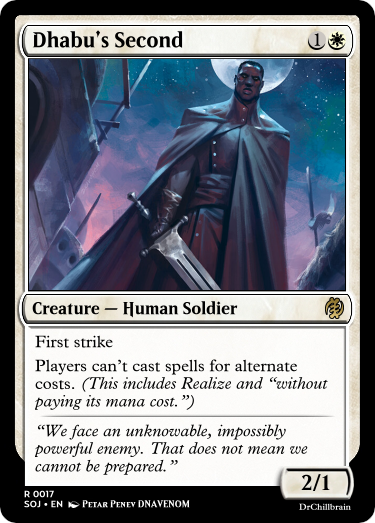 Dhabu's Second 1
Creature — Human Soldier
First strike
Players can't cast spells for alternate
costs. (This includes Realize and “without
paying its mana cost.”)
“We face an unknowable, impossibly
powerful enemy. That does not mean we
cannot be prepared.”
2/1
R 0017
SOJ • EN Petar Penev DNAVENOM
DrChillbrain